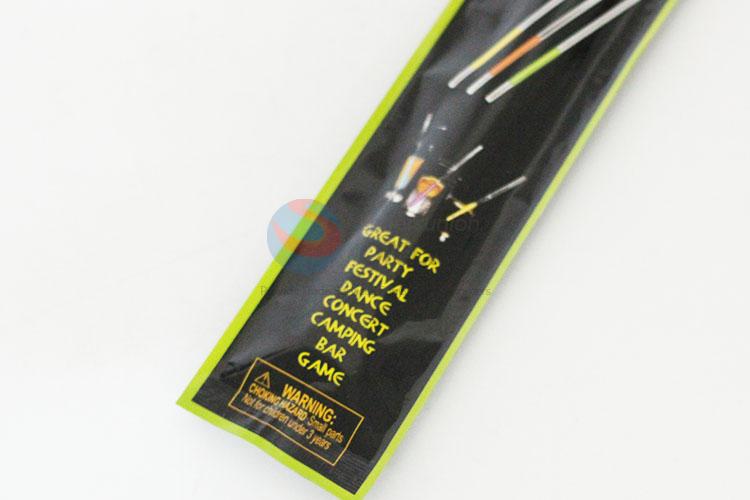 GREAT FOR
PARTY
FESTIVAL
DANCE
CONCERT
CAMPING
BAR
GAME
WARNING:
CHOKING HAZARD Small parts
Not for children under 3 years